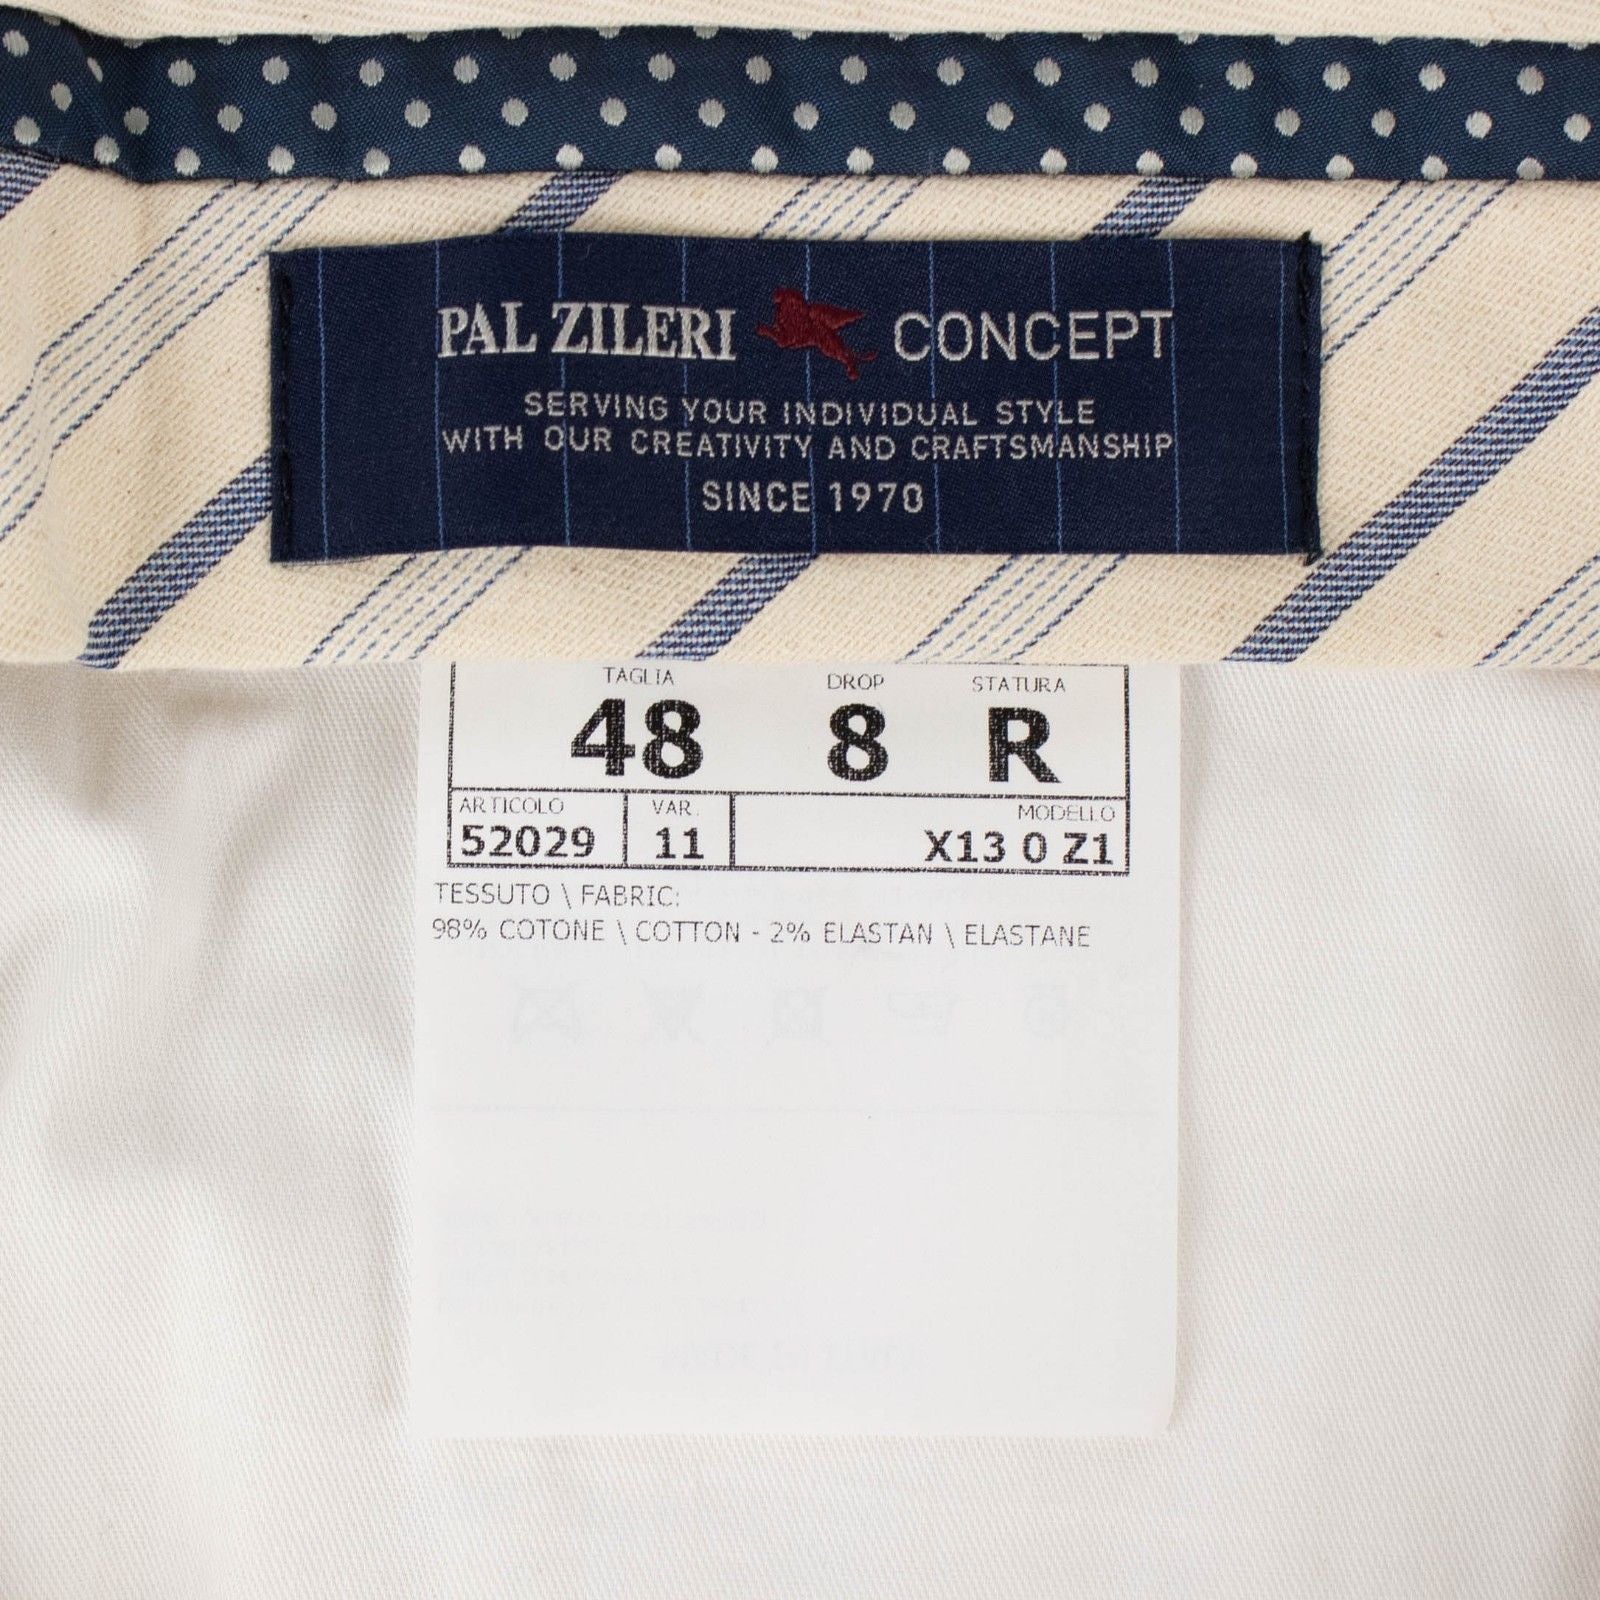 PAL ZILERI CONCEPT
SERVING YOUR INDIVIDUAL STYLE
WITH OUR CREATIVITY AND CRAFTSMANSHIP
SINCE 1970
TAGLIA DROP STATURA
48 8 R
ARTICOLO VAR. MODELLO
52029 11 X13 0 Z1
TESSUTO \ FABRIC:
98% COTONE \ COTTON - 2% ELASTAN \ ELASTANE